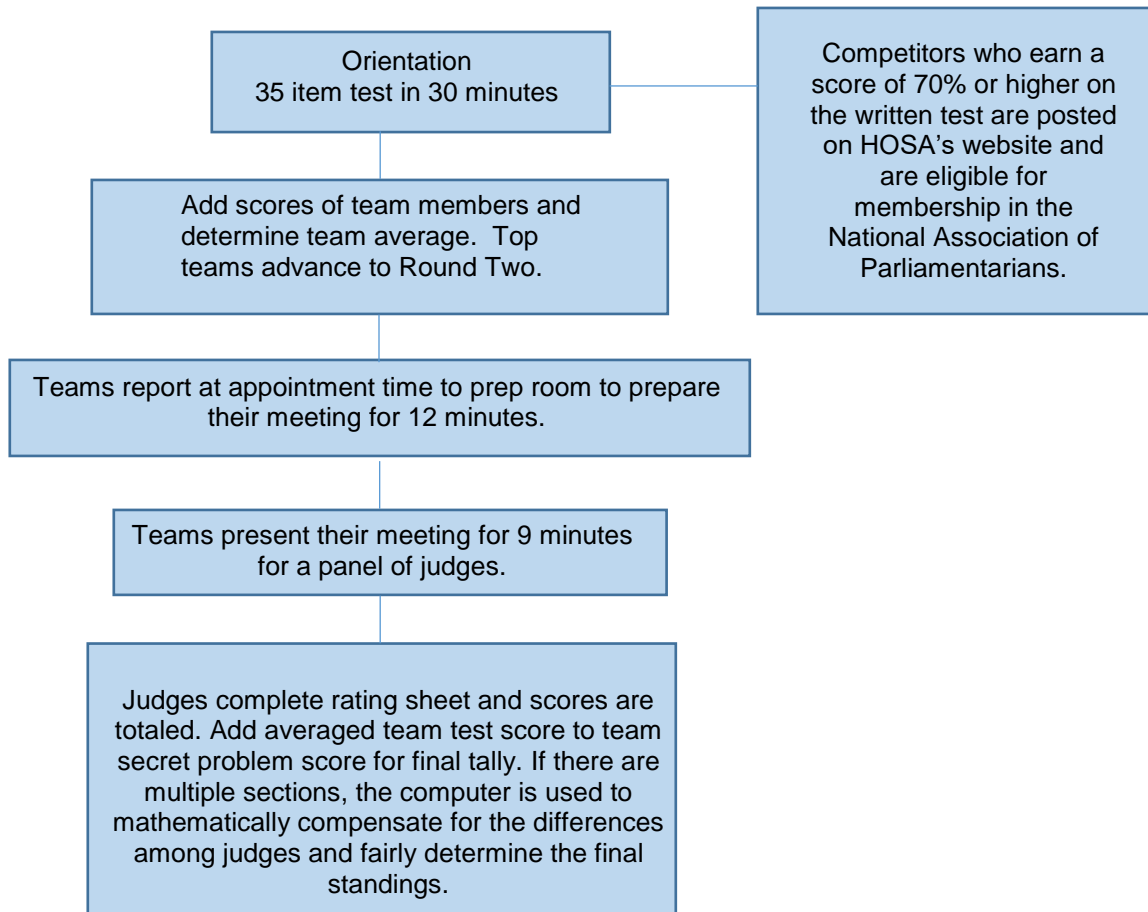 Orientation
35 item test in 30 minutes
Competitors who earn a
score of 70% or higher on
the written test are posted
on HOSA’s website and
are eligible for
membership in the
National Association of
Parliamentarians.
Add scores of team members and
determine team average.  Top
teams advance to Round Two.
Teams report at appointment time to prep room to prepare
their meeting for 12 minutes.
Teams present their meeting for 9 minutes
for a panel of judges.
Judges complete rating sheet and scores are
totaled. Add averaged team test score to team
secret problem score for final tally. If there are
multiple sections, the computer is used to
mathematically compensate for the differences
among judges and fairly determine the final
standings.